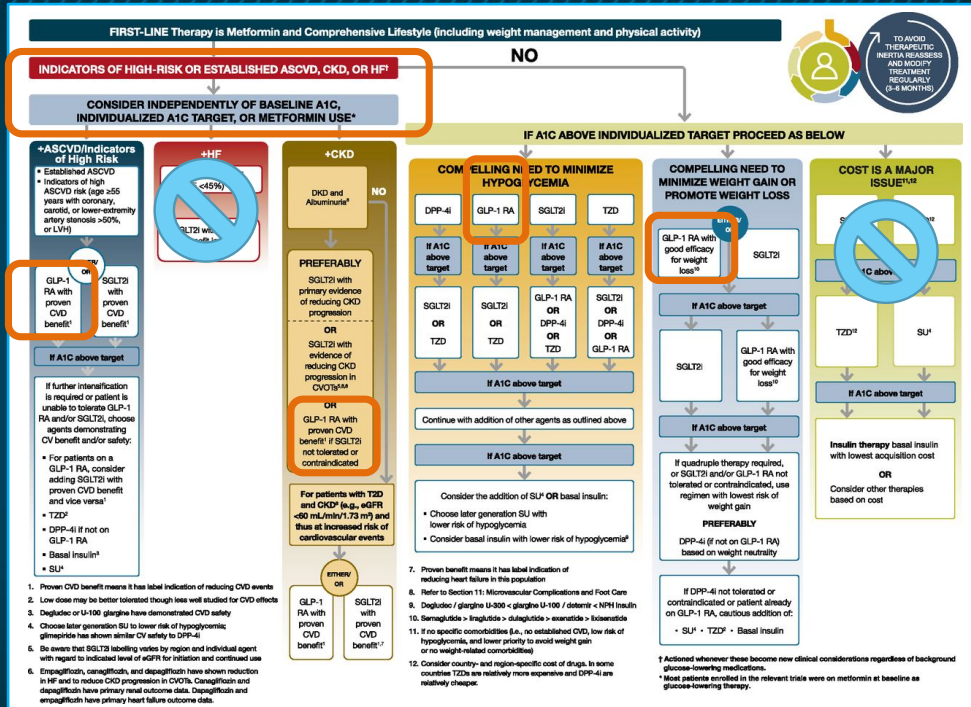 FIRST-LINE Therapy is Metformin and Comprehensive Lifestyle (including weight management and physical activity)
NO
INDICATORS OF HIGH-RISK OR ESTABLISHED ASCVD, CKD, OR HF†
CONSIDER INDEPENDENTLY OF BASELINE A1C,
INDIVIDUALIZED A1C TARGET, OR METFORMIN USE*
TO AVOID
THERAPEUTIC
INERTIA REASSESS
AND MODIFY
TREATMENT
REGULARLY
(3–6 MONTHS)
IF A1C ABOVE INDIVIDUALIZED TARGET PROCEED AS BELOW
+ASCVD/Indicators
of High Risk
▪ Established ASCVD
▪ Indicators of high
ASCVD risk (age ≥55
years with coronary,
carotid, or lower-extremity
artery stenosis >50%,
or LVH)
EITHER/
OR
GLP-1
RA with
proven
CVD
benefit¹
SGLT2i
with
proven
CVD
benefit¹
If A1C above target
If further intensification
is required or patient is
unable to tolerate GLP-1
RA and/or SGLT2i, choose
agents demonstrating
CV benefit and/or safety:
▪ For patients on a
GLP-1 RA, consider
adding SGLT2i with
proven CVD benefit
and vice versa¹
▪ TZD²
▪ DPP-4i if not on
GLP-1 RA
▪ Basal insulin³
▪ SU⁴
+HF
<45%)
+CKD
DKD and
Albuminuria⁸
NO
PREFERABLY
SGLT2i with
primary evidence
of reducing CKD
progression
OR
SGLT2i with
evidence of
reducing CKD
progression in
CVOTs⁵,⁶,⁸
OR
GLP-1 RA with
proven CVD
benefit¹ if SGLT2i
not tolerated or
contraindicated
For patients with T2D
and CKD⁸ (e.g., eGFR
<60 mL/min/1.73 m²) and
thus at increased risk of
cardiovascular events
EITHER/
OR
GLP-1
RA with
proven
CVD
benefit¹
SGLT2i
with
proven
CVD
benefit¹,⁷
COMPELLING NEED TO MINIMIZE
HYPOGLYCEMIA
DPP-4i
GLP-1 RA
SGLT2i
TZD
If A1C
above
target
If A1C
above
target
If A1C
above
target
If A1C
above
target
SGLT2i
OR
TZD
SGLT2i
OR
TZD
GLP-1 RA
OR
DPP-4i
OR
TZD
SGLT2i
OR
DPP-4i
OR
GLP-1 RA
If A1C above target
Continue with addition of other agents as outlined above
If A1C above target
Consider the addition of SU⁴ OR basal insulin:
▪ Choose later generation SU with
lower risk of hypoglycemia
▪ Consider basal insulin with lower risk of hypoglycemia⁹
COMPELLING NEED TO
MINIMIZE WEIGHT GAIN OR
PROMOTE WEIGHT LOSS
EITHER/
OR
GLP-1 RA with
good efficacy
for weight
loss¹⁰
SGLT2i
If A1C above target
SGLT2i
GLP-1 RA with
good efficacy
for weight
loss¹⁰
If A1C above target
If quadruple therapy required,
or SGLT2i and/or GLP-1 RA not
tolerated or contraindicated, use
regimen with lowest risk of
weight gain
PREFERABLY
DPP-4i (if not on GLP-1 RA)
based on weight neutrality
If DPP-4i not tolerated or
contraindicated or patient already
on GLP-1 RA, cautious addition of:
· SU⁴ · TZD² · Basal insulin
COST IS A MAJOR
ISSUE¹¹,¹²
A1C above
TZD¹²
SU⁴
If A1C above target
Insulin therapy basal insulin
with lowest acquisition cost
OR
Consider other therapies
based on cost
1. Proven CVD benefit means it has label indication of reducing CVD events
2. Low dose may be better tolerated though less well studied for CVD effects
3. Degludec or U-100 glargine have demonstrated CVD safety
4. Choose later generation SU to lower risk of hypoglycemia;
glimepiride has shown similar CV safety to DPP-4i
5. Be aware that SGLT2i labelling varies by region and individual agent
with regard to indicated level of eGFR for initiation and continued use
6. Empagliflozin, canagliflozin, and dapagliflozin have shown reduction
in HF and to reduce CKD progression in CVOTs. Canagliflozin and
dapagliflozin have primary renal outcome data. Dapagliflozin and
empagliflozin have primary heart failure outcome data.
7. Proven benefit means it has label indication of
reducing heart failure in this population
8. Refer to Section 11: Microvascular Complications and Foot Care
9. Degludec / glargine U-300 < glargine U-100 / detemir < NPH Insulin
10. Semaglutide > liraglutide > dulaglutide > exenatide > lixisenatide
11. If no specific comorbidities (i.e., no established CVD, low risk of
hypoglycemia, and lower priority to avoid weight gain
or no weight-related comorbidities)
12. Consider country- and region-specific cost of drugs. In some
countries TZDs are relatively more expensive and DPP-4i are
relatively cheaper.
† Actioned whenever these become new clinical considerations regardless of background
glucose-lowering medications.
* Most patients enrolled in the relevant trials were on metformin at baseline as
glucose-lowering therapy.